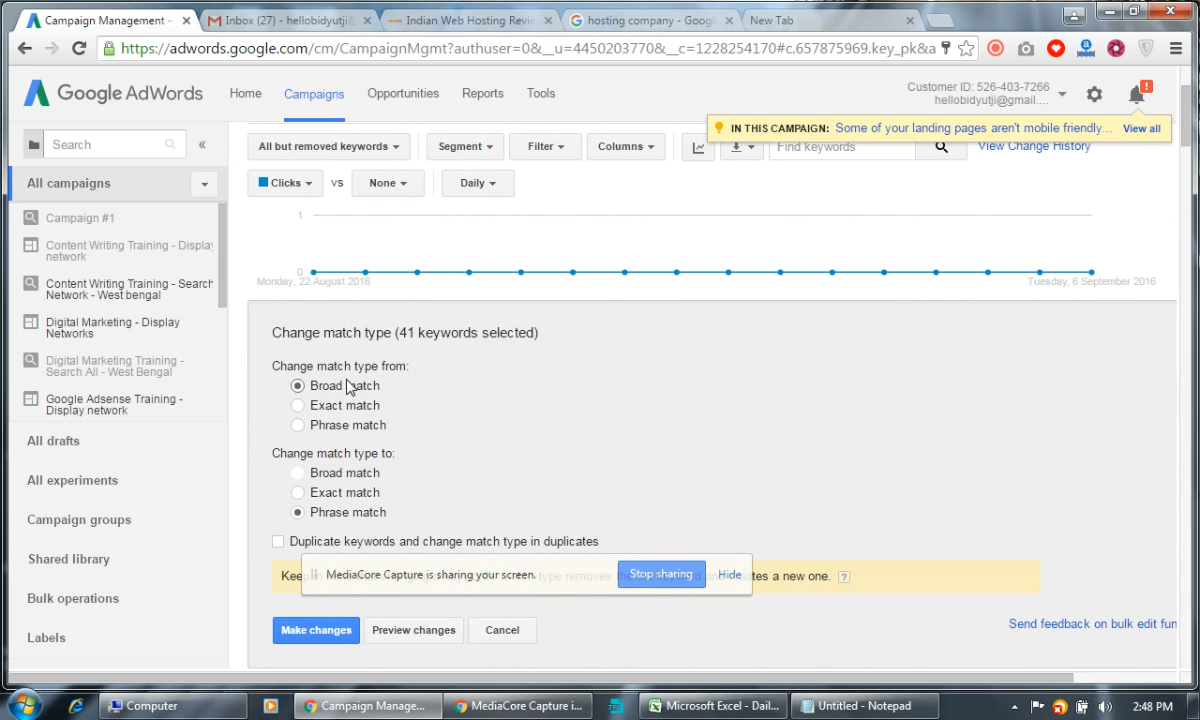 Campaign Management –
Inbox (27) - hellobidyutji@
Indian Web Hosting Revie
hosting company - Googl
New Tab
https://adwords.google.com/cm/CampaignMgmt?authuser=0&__u=4450203770&__c=1228254170#c.657875969.key_pk&a
Google AdWords
Home
Campaigns
Opportunities
Reports
Tools
Customer ID: 526-403-7266
hellobidyutji@gmail....
IN THIS CAMPAIGN: Some of your landing pages aren't mobile friendly... View all
Search
All but removed keywords
Segment
Filter
Columns
Find keywords
View Change History
All campaigns
Clicks
VS
None
Daily
Campaign #1
Content Writing Training - Display
network
Content Writing Training - Search
Network - West bengal
Digital Marketing - Display
Networks
Digital Marketing Training -
Search All - West Bengal
Google Adsense Training -
Display network
All drafts
All experiments
Campaign groups
Shared library
Bulk operations
Labels
1
0
Monday, 22 August 2016
Tuesday, 6 September 2016
Change match type (41 keywords selected)
Change match type from:
Broad match
Exact match
Phrase match
Change match type to:
Broad match
Exact match
Phrase match
Duplicate keywords and change match type in duplicates
Keep
type removes
ates a new one. ?
MediaCore Capture is sharing your screen.
Stop sharing
Hide
Make changes
Preview changes
Cancel
Send feedback on bulk edit fun
Computer
Campaign Manage...
MediaCore Capture i...
Microsoft Excel - Dail...
Untitled - Notepad
2:48 PM